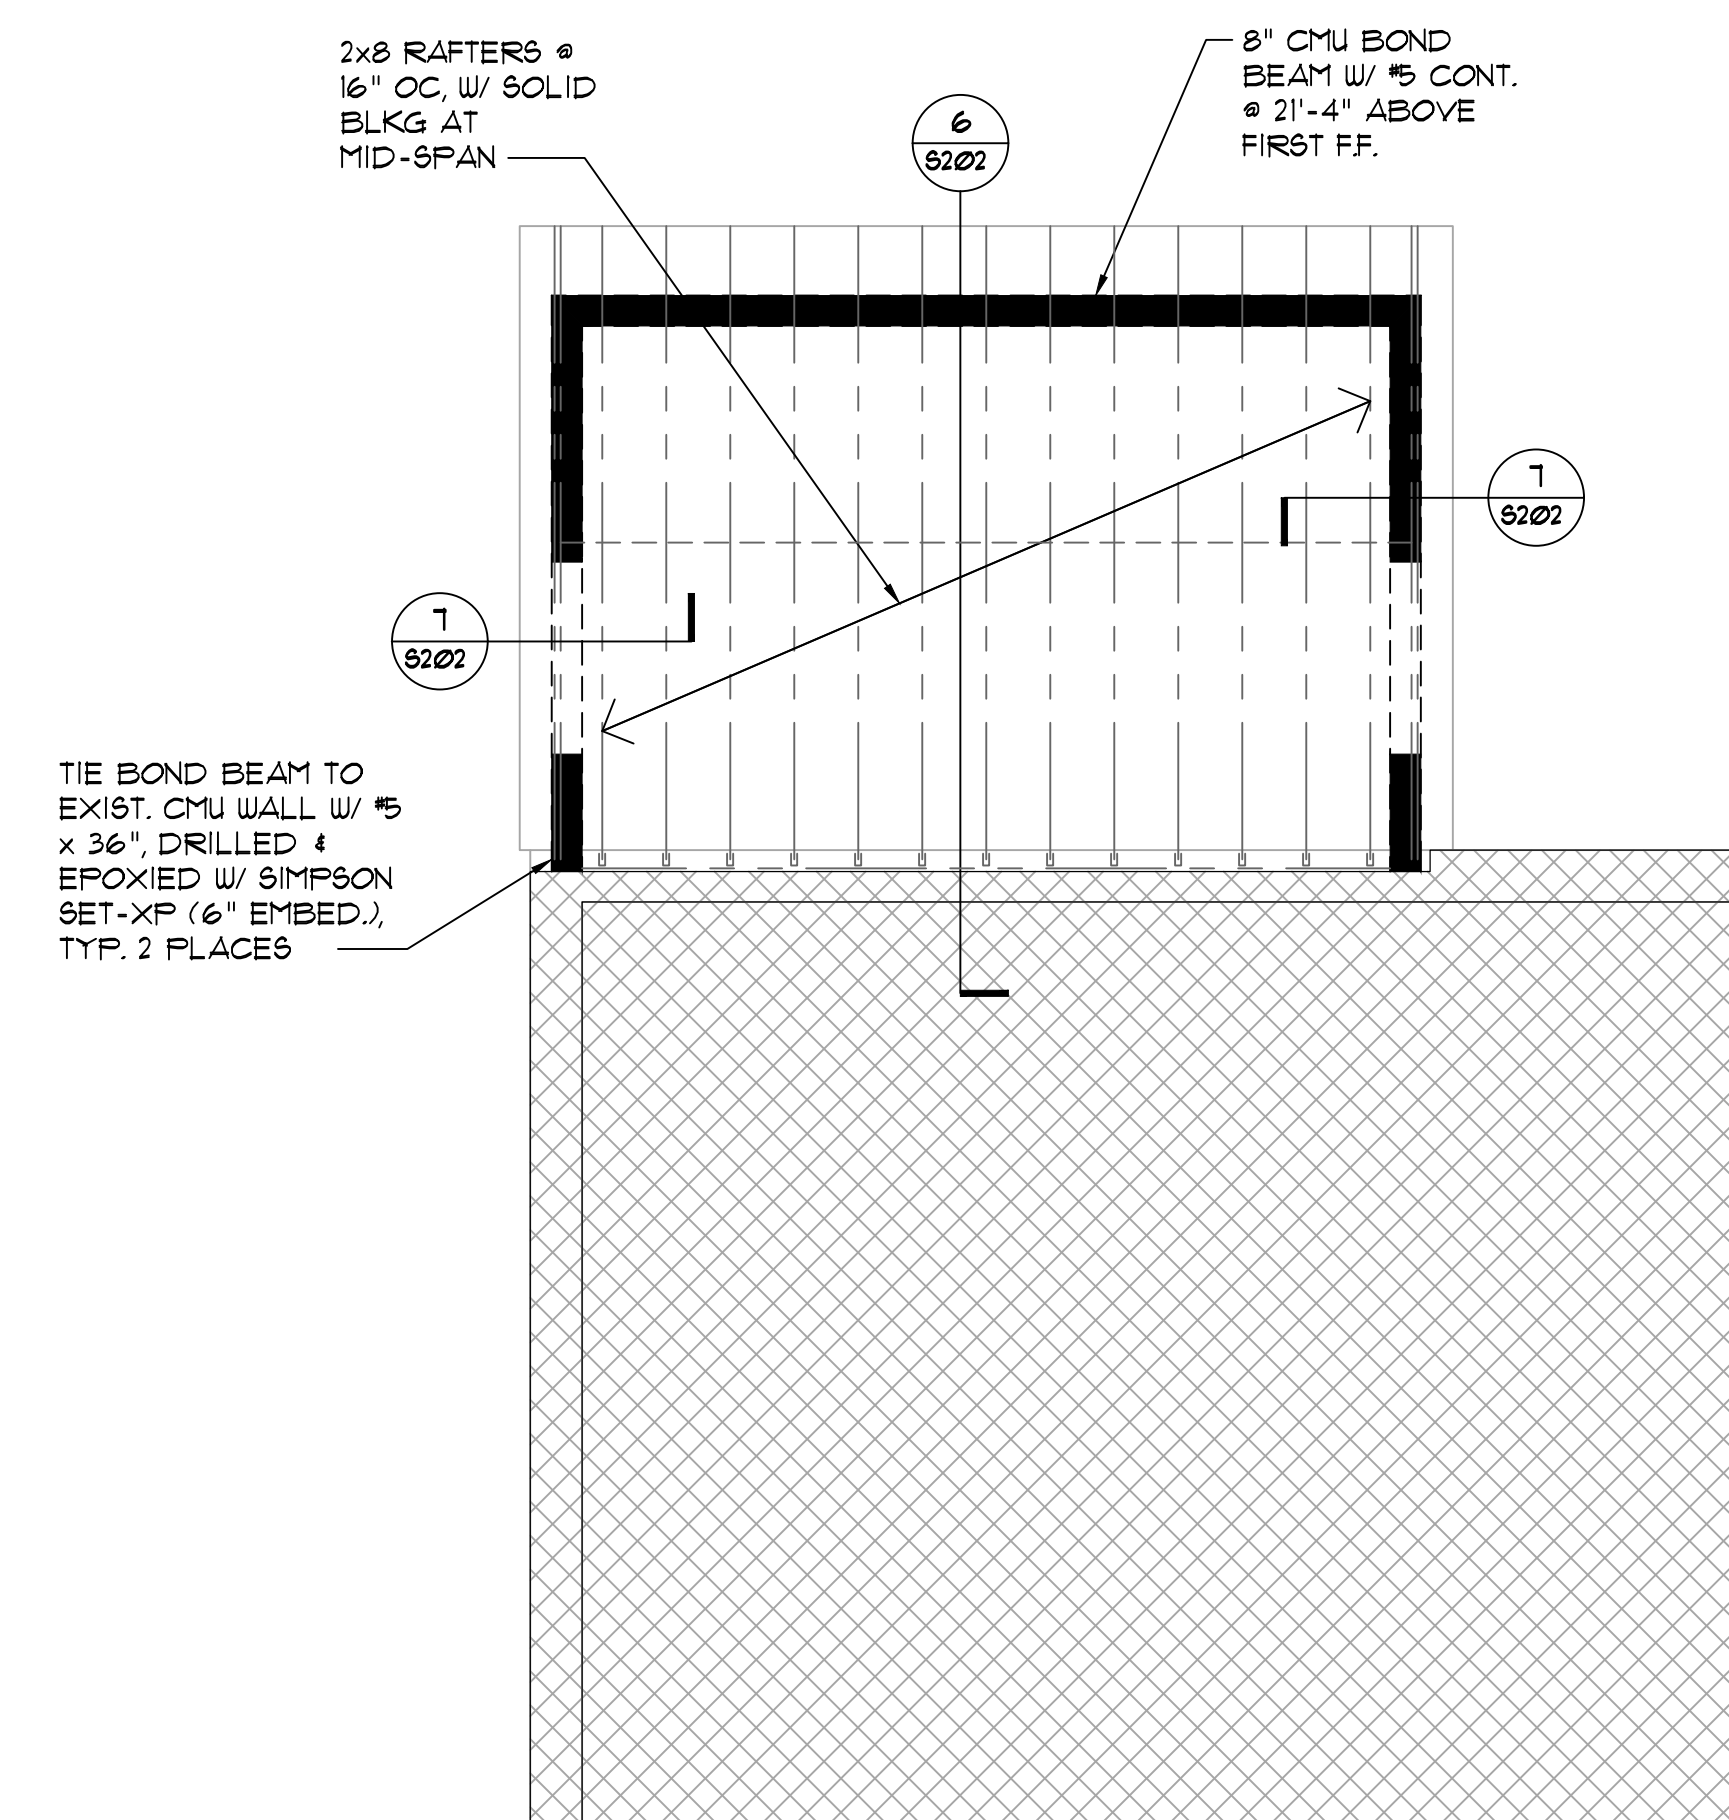 2x8 RAFTERS @
16" OC, W/ SOLID
BLKG AT
MID-SPAN
8" CMU BOND
BEAM W/ #5 CONT.
@ 21'-4" ABOVE
FIRST F.F.
6
S202
7
S202
7
S202
TIE BOND BEAM TO
EXIST. CMU WALL W/ #5
x 36", DRILLED &
EPOXIED W/ SIMPSON
SET-XP (6" EMBED.),
TYP. 2 PLACES